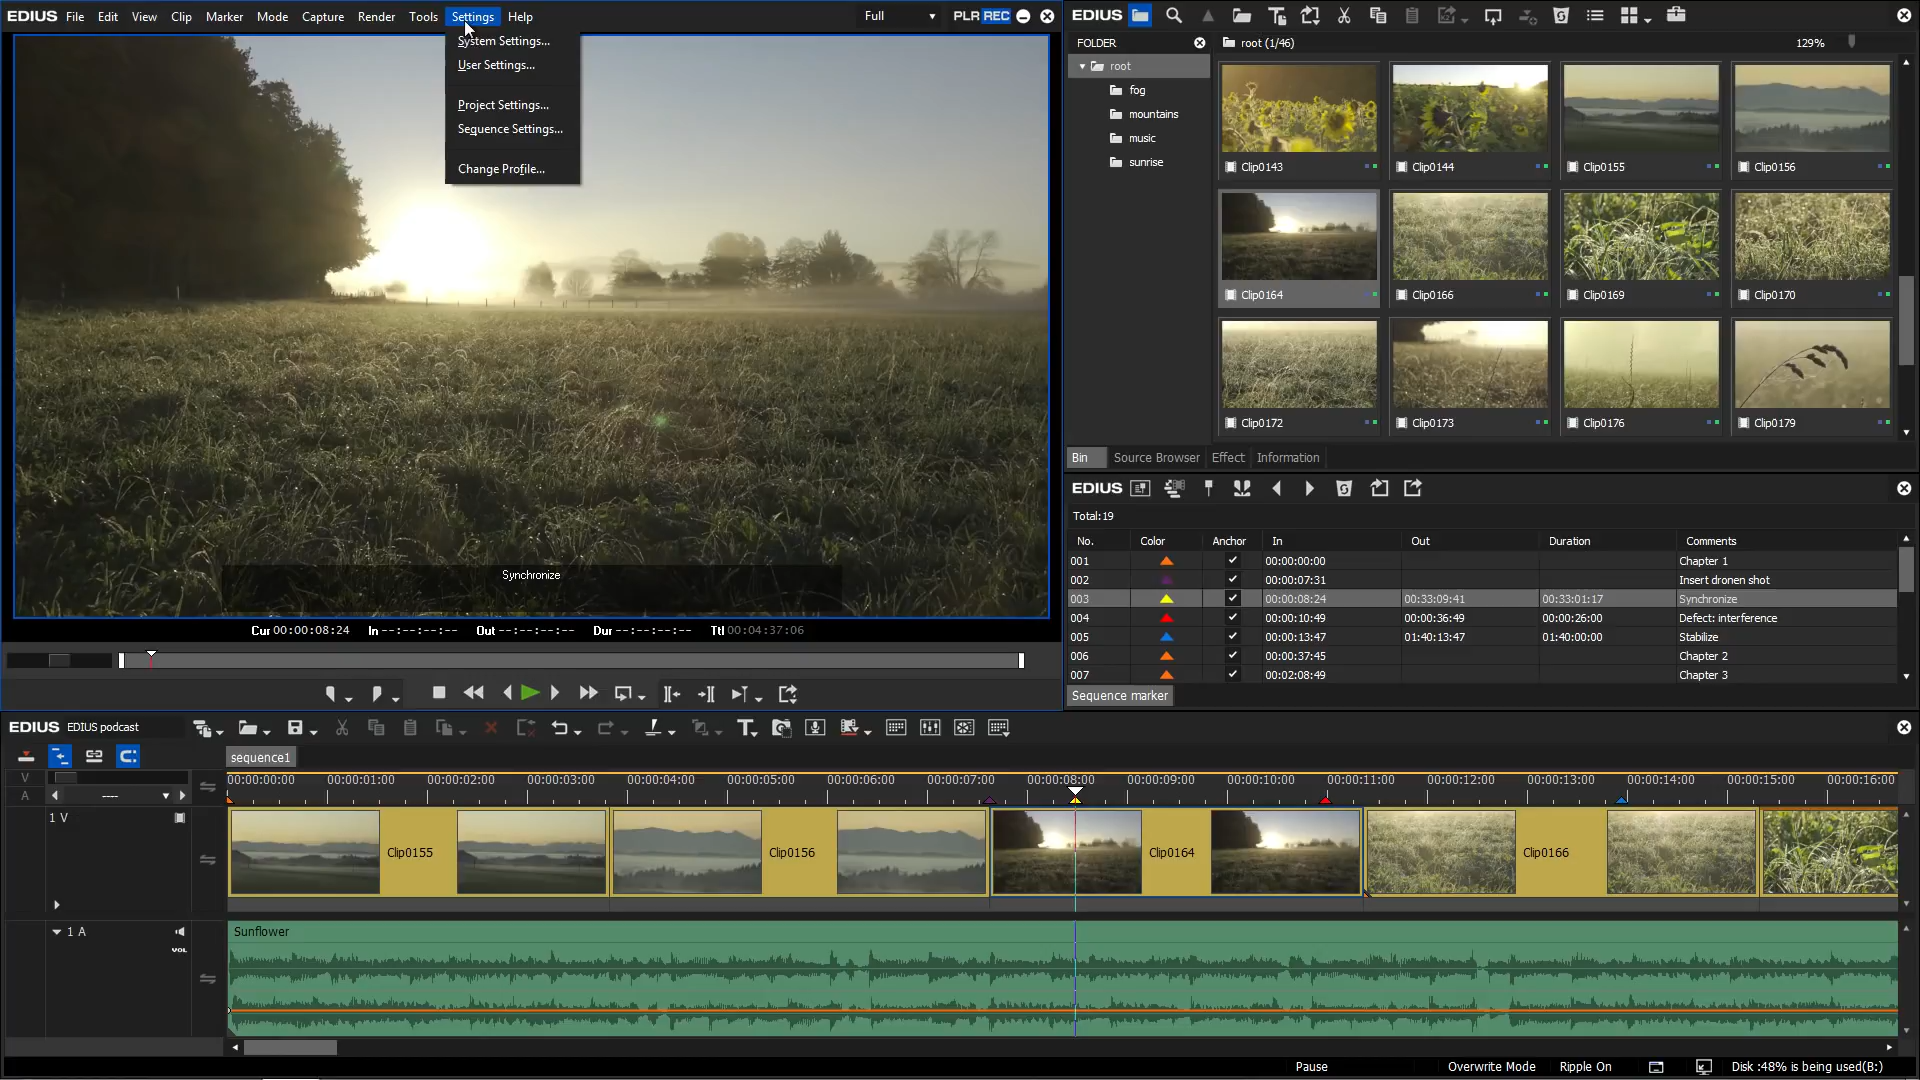 EDIUS File Edit View Clip Marker Mode Capture Render Tools Settings Help Full PLR REC
System Settings...
User Settings...
Project Settings...
Sequence Settings...
Change Profile...
Synchronize
Cur 00:00:08:24 In --:--:--:-- Out --:--:--:-- Dur --:--:--:-- Ttl 00:04:37:06
EDIUS
FOLDER root (1/46) 129%
root
fog
mountains
music
sunrise
Clip0143 Clip0144 Clip0155 Clip0156
Clip0164 Clip0166 Clip0169 Clip0170
Clip0172 Clip0173 Clip0176 Clip0179
Bin Source Browser Effect Information
EDIUS
Total:19
No. Color Anchor In Out Duration Comments
001 00:00:00:00 Chapter 1
002 00:00:07:31 Insert dronen shot
003 00:00:08:24 00:33:09:41 00:33:01:17 Synchronize
004 00:00:10:49 00:00:36:49 00:00:26:00 Defect: interference
005 00:00:13:47 01:40:13:47 01:40:00:00 Stabilize
006 00:00:37:45 Chapter 2
007 00:02:08:49 Chapter 3
Sequence marker
EDIUS EDIUS podcast
sequence1
V
A ----
00:00:00:00 00:00:01:00 00:00:02:00 00:00:03:00 00:00:04:00 00:00:05:00 00:00:06:00 00:00:07:00 00:00:08:00 00:00:09:00 00:00:10:00 00:00:11:00 00:00:12:00 00:00:13:00 00:00:14:00 00:00:15:00 00:00:16:00
1 V
Clip0155 Clip0156 Clip0164 Clip0166
1 A
VOL
Sunflower
Pause Overwrite Mode Ripple On Disk :48% is being used(B:)